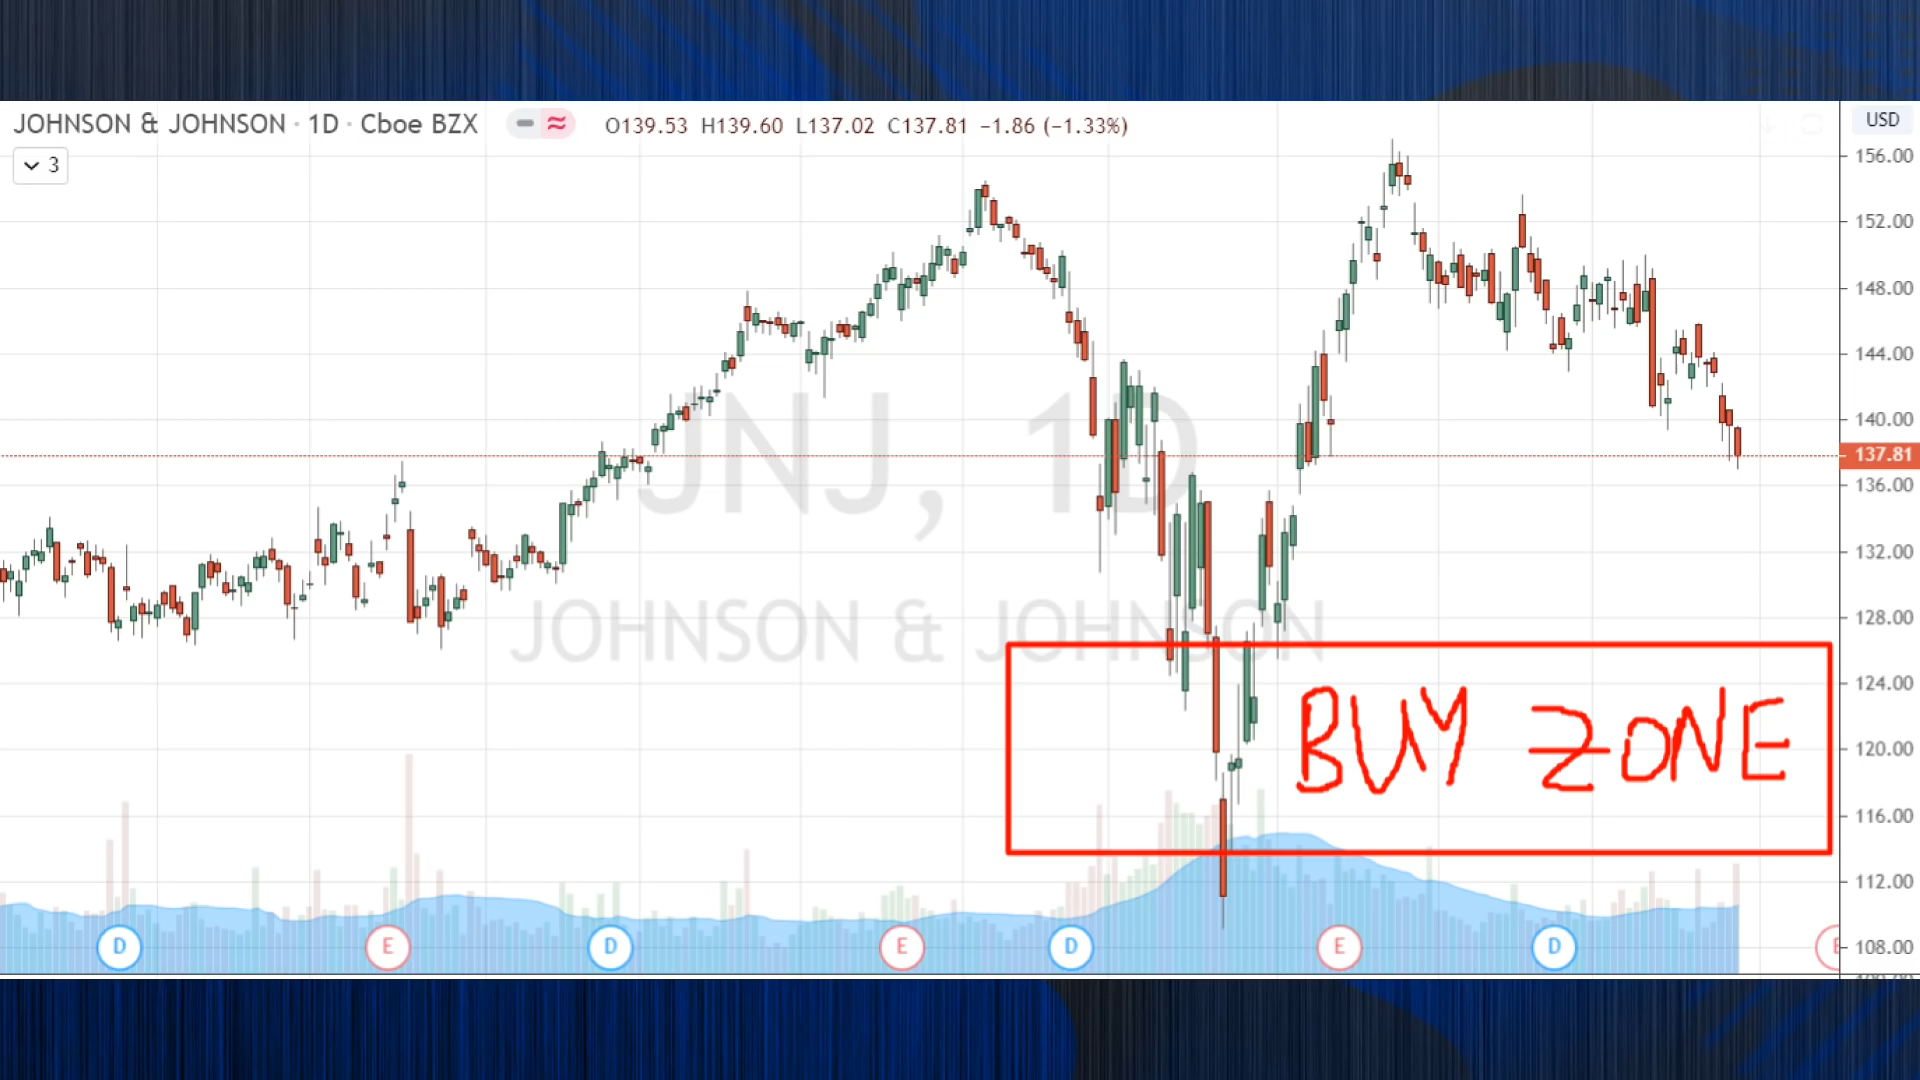 JOHNSON & JOHNSON · 1D · Cboe BZX
O139.53 H139.60 L137.02 C137.81 −1.86 (−1.33%)
USD
3
156.00
152.00
148.00
144.00
140.00
137.81
136.00
132.00
128.00
124.00
120.00
116.00
112.00
108.00
JNJ, 1D
JOHNSON & JOHNSON
BUY ZONE
D E D E D E D E